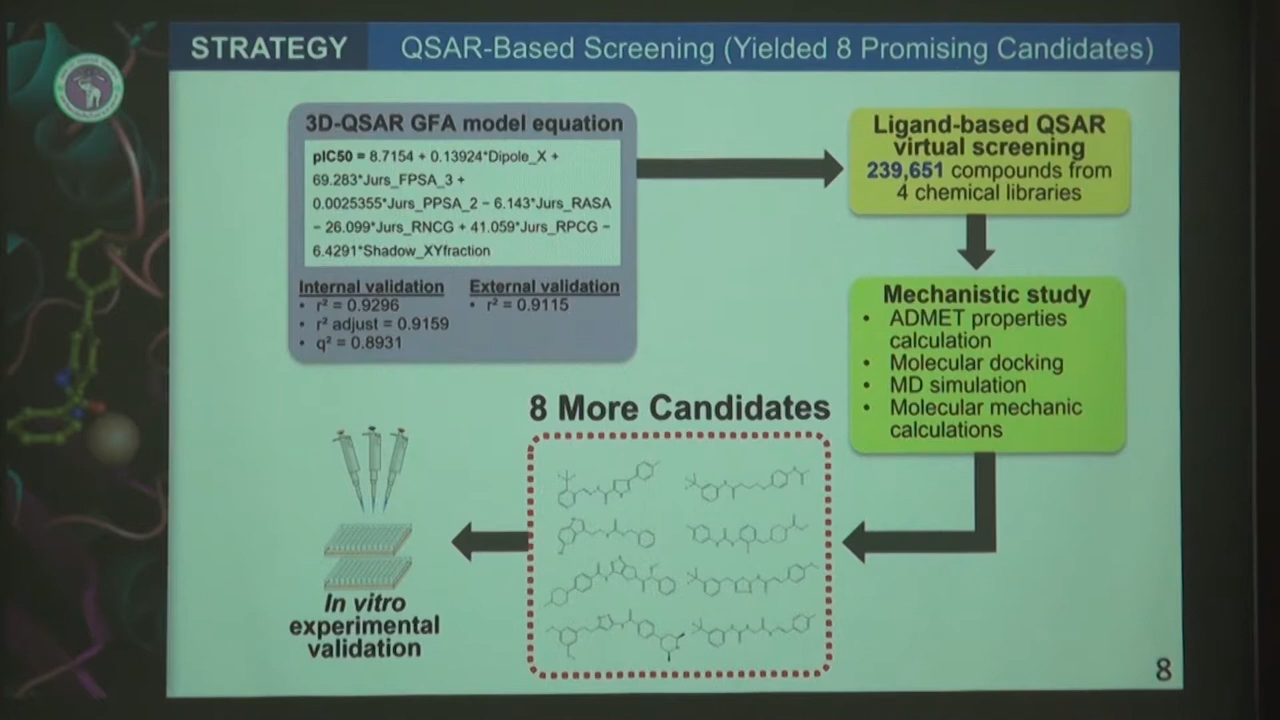 STRATEGY
QSAR-Based Screening (Yielded 8 Promising Candidates)
3D-QSAR GFA model equation
pIC50 = 8.7154 + 0.13924*Dipole_X +
69.283*Jurs_FPSA_3 +
0.0025355*Jurs_PPSA_2 − 6.143*Jurs_RASA
− 26.099*Jurs_RNCG + 41.059*Jurs_RPCG −
6.4291*Shadow_XYfraction
Internal validation
• r² = 0.9296
• r² adjust = 0.9159
• q² = 0.8931
External validation
• r² = 0.9115
Ligand-based QSAR
virtual screening
239,651 compounds from
4 chemical libraries
Mechanistic study
• ADMET properties
calculation
• Molecular docking
• MD simulation
• Molecular mechanic
calculations
8 More Candidates
In vitro
experimental
validation
8